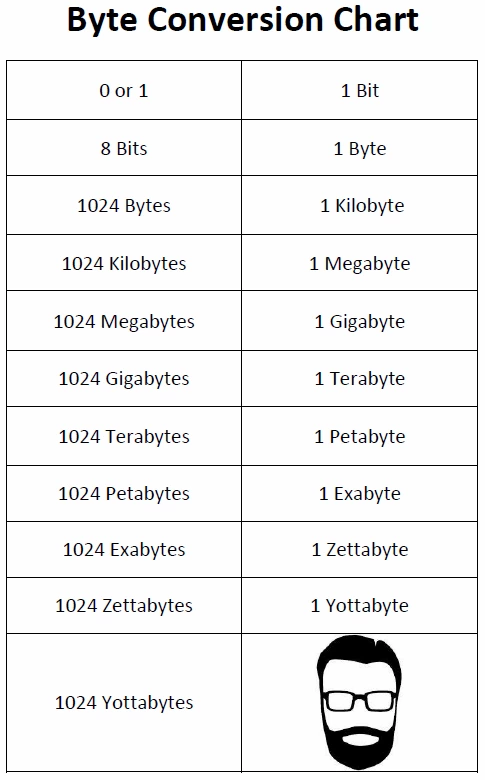 Byte Conversion Chart
0 or 1 1 Bit
8 Bits 1 Byte
1024 Bytes 1 Kilobyte
1024 Kilobytes 1 Megabyte
1024 Megabytes 1 Gigabyte
1024 Gigabytes 1 Terabyte
1024 Terabytes 1 Petabyte
1024 Petabytes 1 Exabyte
1024 Exabytes 1 Zettabyte
1024 Zettabytes 1 Yottabyte
1024 Yottabytes